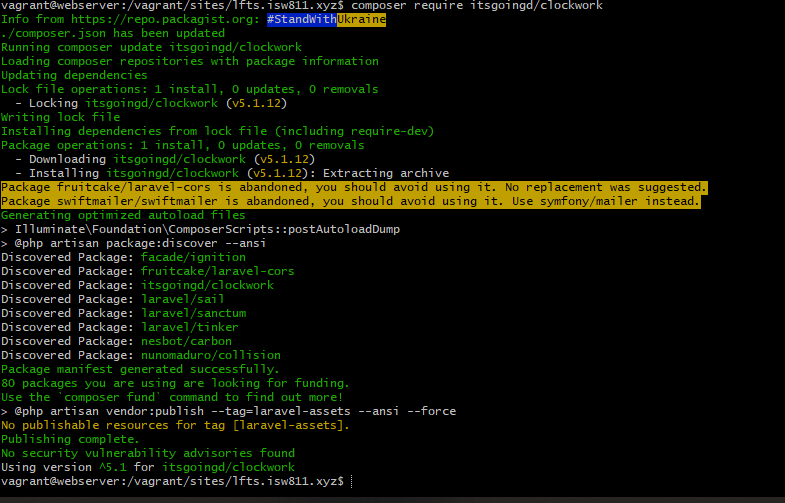 vagrant@webserver:/vagrant/sites/lfts.isw811.xyz$ composer require itsgoingd/clockwork
Info from https://repo.packagist.org: #StandWithUkraine
./composer.json has been updated
Running composer update itsgoingd/clockwork
Loading composer repositories with package information
Updating dependencies
Lock file operations: 1 install, 0 updates, 0 removals
  - Locking itsgoingd/clockwork (v5.1.12)
Writing lock file
Installing dependencies from lock file (including require-dev)
Package operations: 1 install, 0 updates, 0 removals
  - Downloading itsgoingd/clockwork (v5.1.12)
  - Installing itsgoingd/clockwork (v5.1.12): Extracting archive
Package fruitcake/laravel-cors is abandoned, you should avoid using it. No replacement was suggested.
Package swiftmailer/swiftmailer is abandoned, you should avoid using it. Use symfony/mailer instead.
Generating optimized autoload files
> Illuminate\Foundation\ComposerScripts::postAutoloadDump
> @php artisan package:discover --ansi
Discovered Package: facade/ignition
Discovered Package: fruitcake/laravel-cors
Discovered Package: itsgoingd/clockwork
Discovered Package: laravel/sail
Discovered Package: laravel/sanctum
Discovered Package: laravel/tinker
Discovered Package: nesbot/carbon
Discovered Package: nunomaduro/collision
Package manifest generated successfully.
80 packages you are using are looking for funding.
Use the `composer fund` command to find out more!
> @php artisan vendor:publish --tag=laravel-assets --ansi --force
No publishable resources for tag [laravel-assets].
Publishing complete.
No security vulnerability advisories found
Using version ^5.1 for itsgoingd/clockwork
vagrant@webserver:/vagrant/sites/lfts.isw811.xyz$